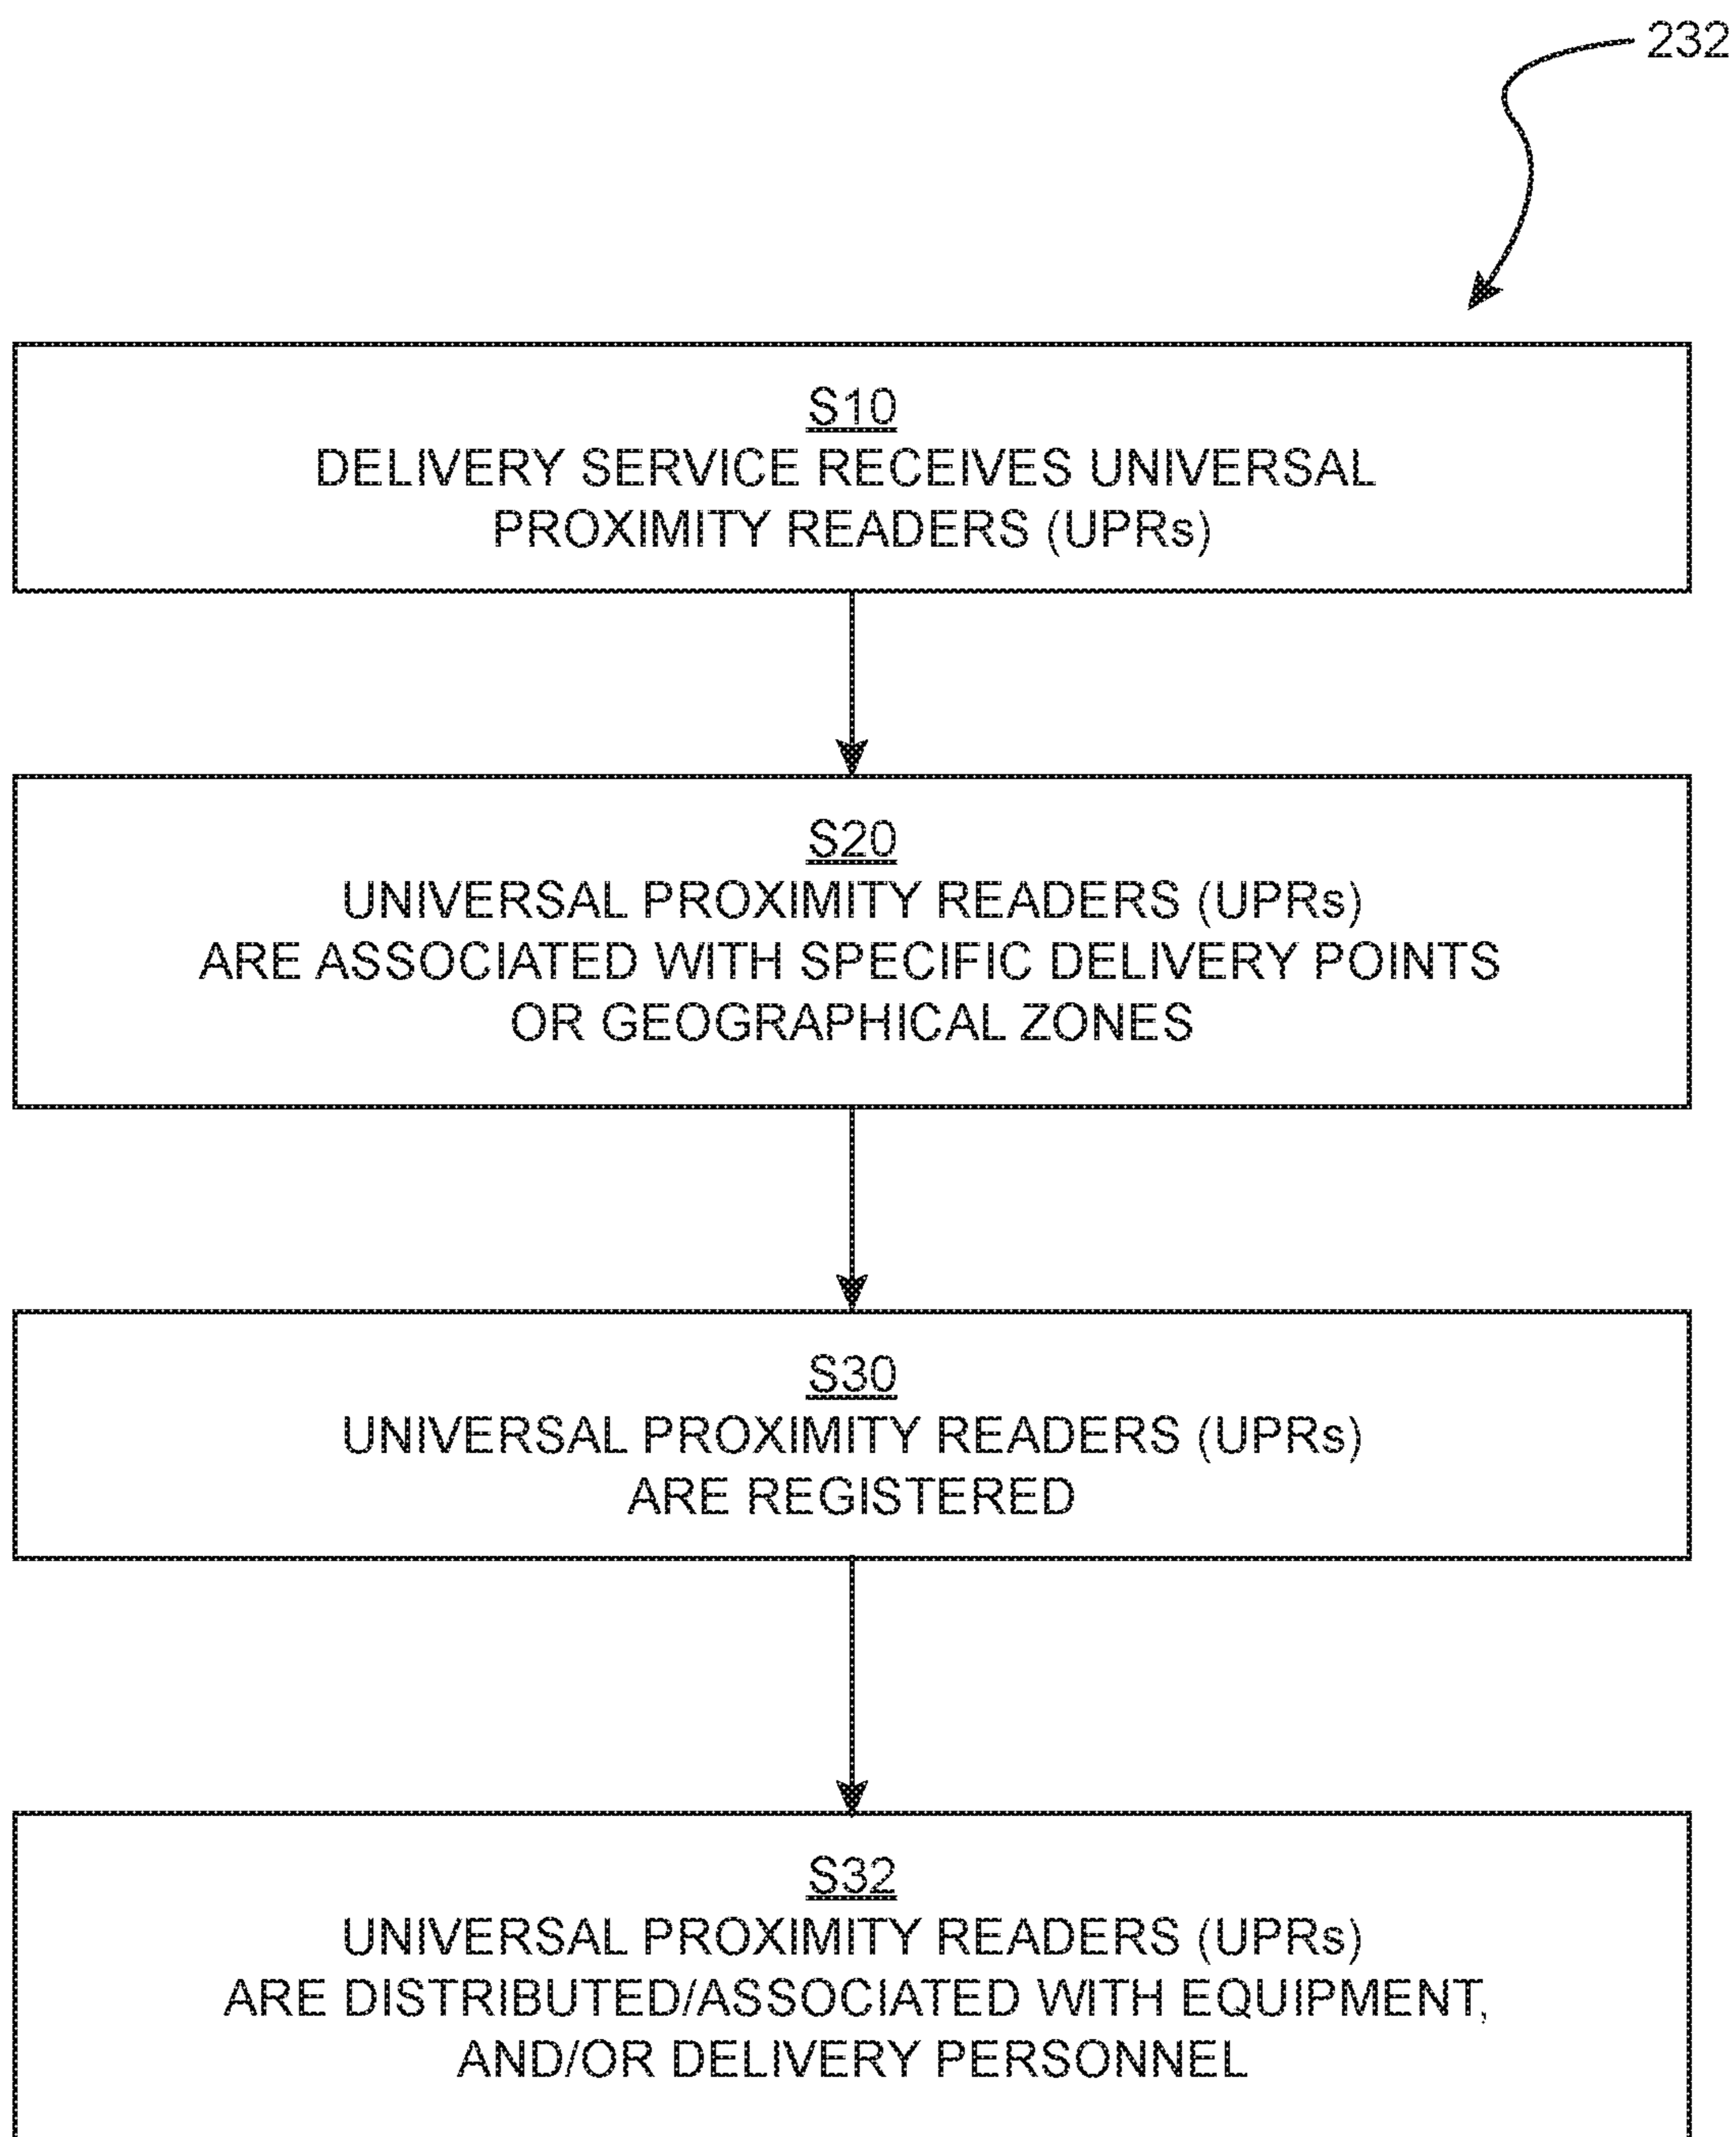 232
S10
DELIVERY SERVICE RECEIVES UNIVERSAL
PROXIMITY READERS (UPRs)
S20
UNIVERSAL PROXIMITY READERS (UPRs)
ARE ASSOCIATED WITH SPECIFIC DELIVERY POINTS
OR GEOGRAPHICAL ZONES
S30
UNIVERSAL PROXIMITY READERS (UPRs)
ARE REGISTERED
S32
UNIVERSAL PROXIMITY READERS (UPRs)
ARE DISTRIBUTED/ASSOCIATED WITH EQUIPMENT,
AND/OR DELIVERY PERSONNEL